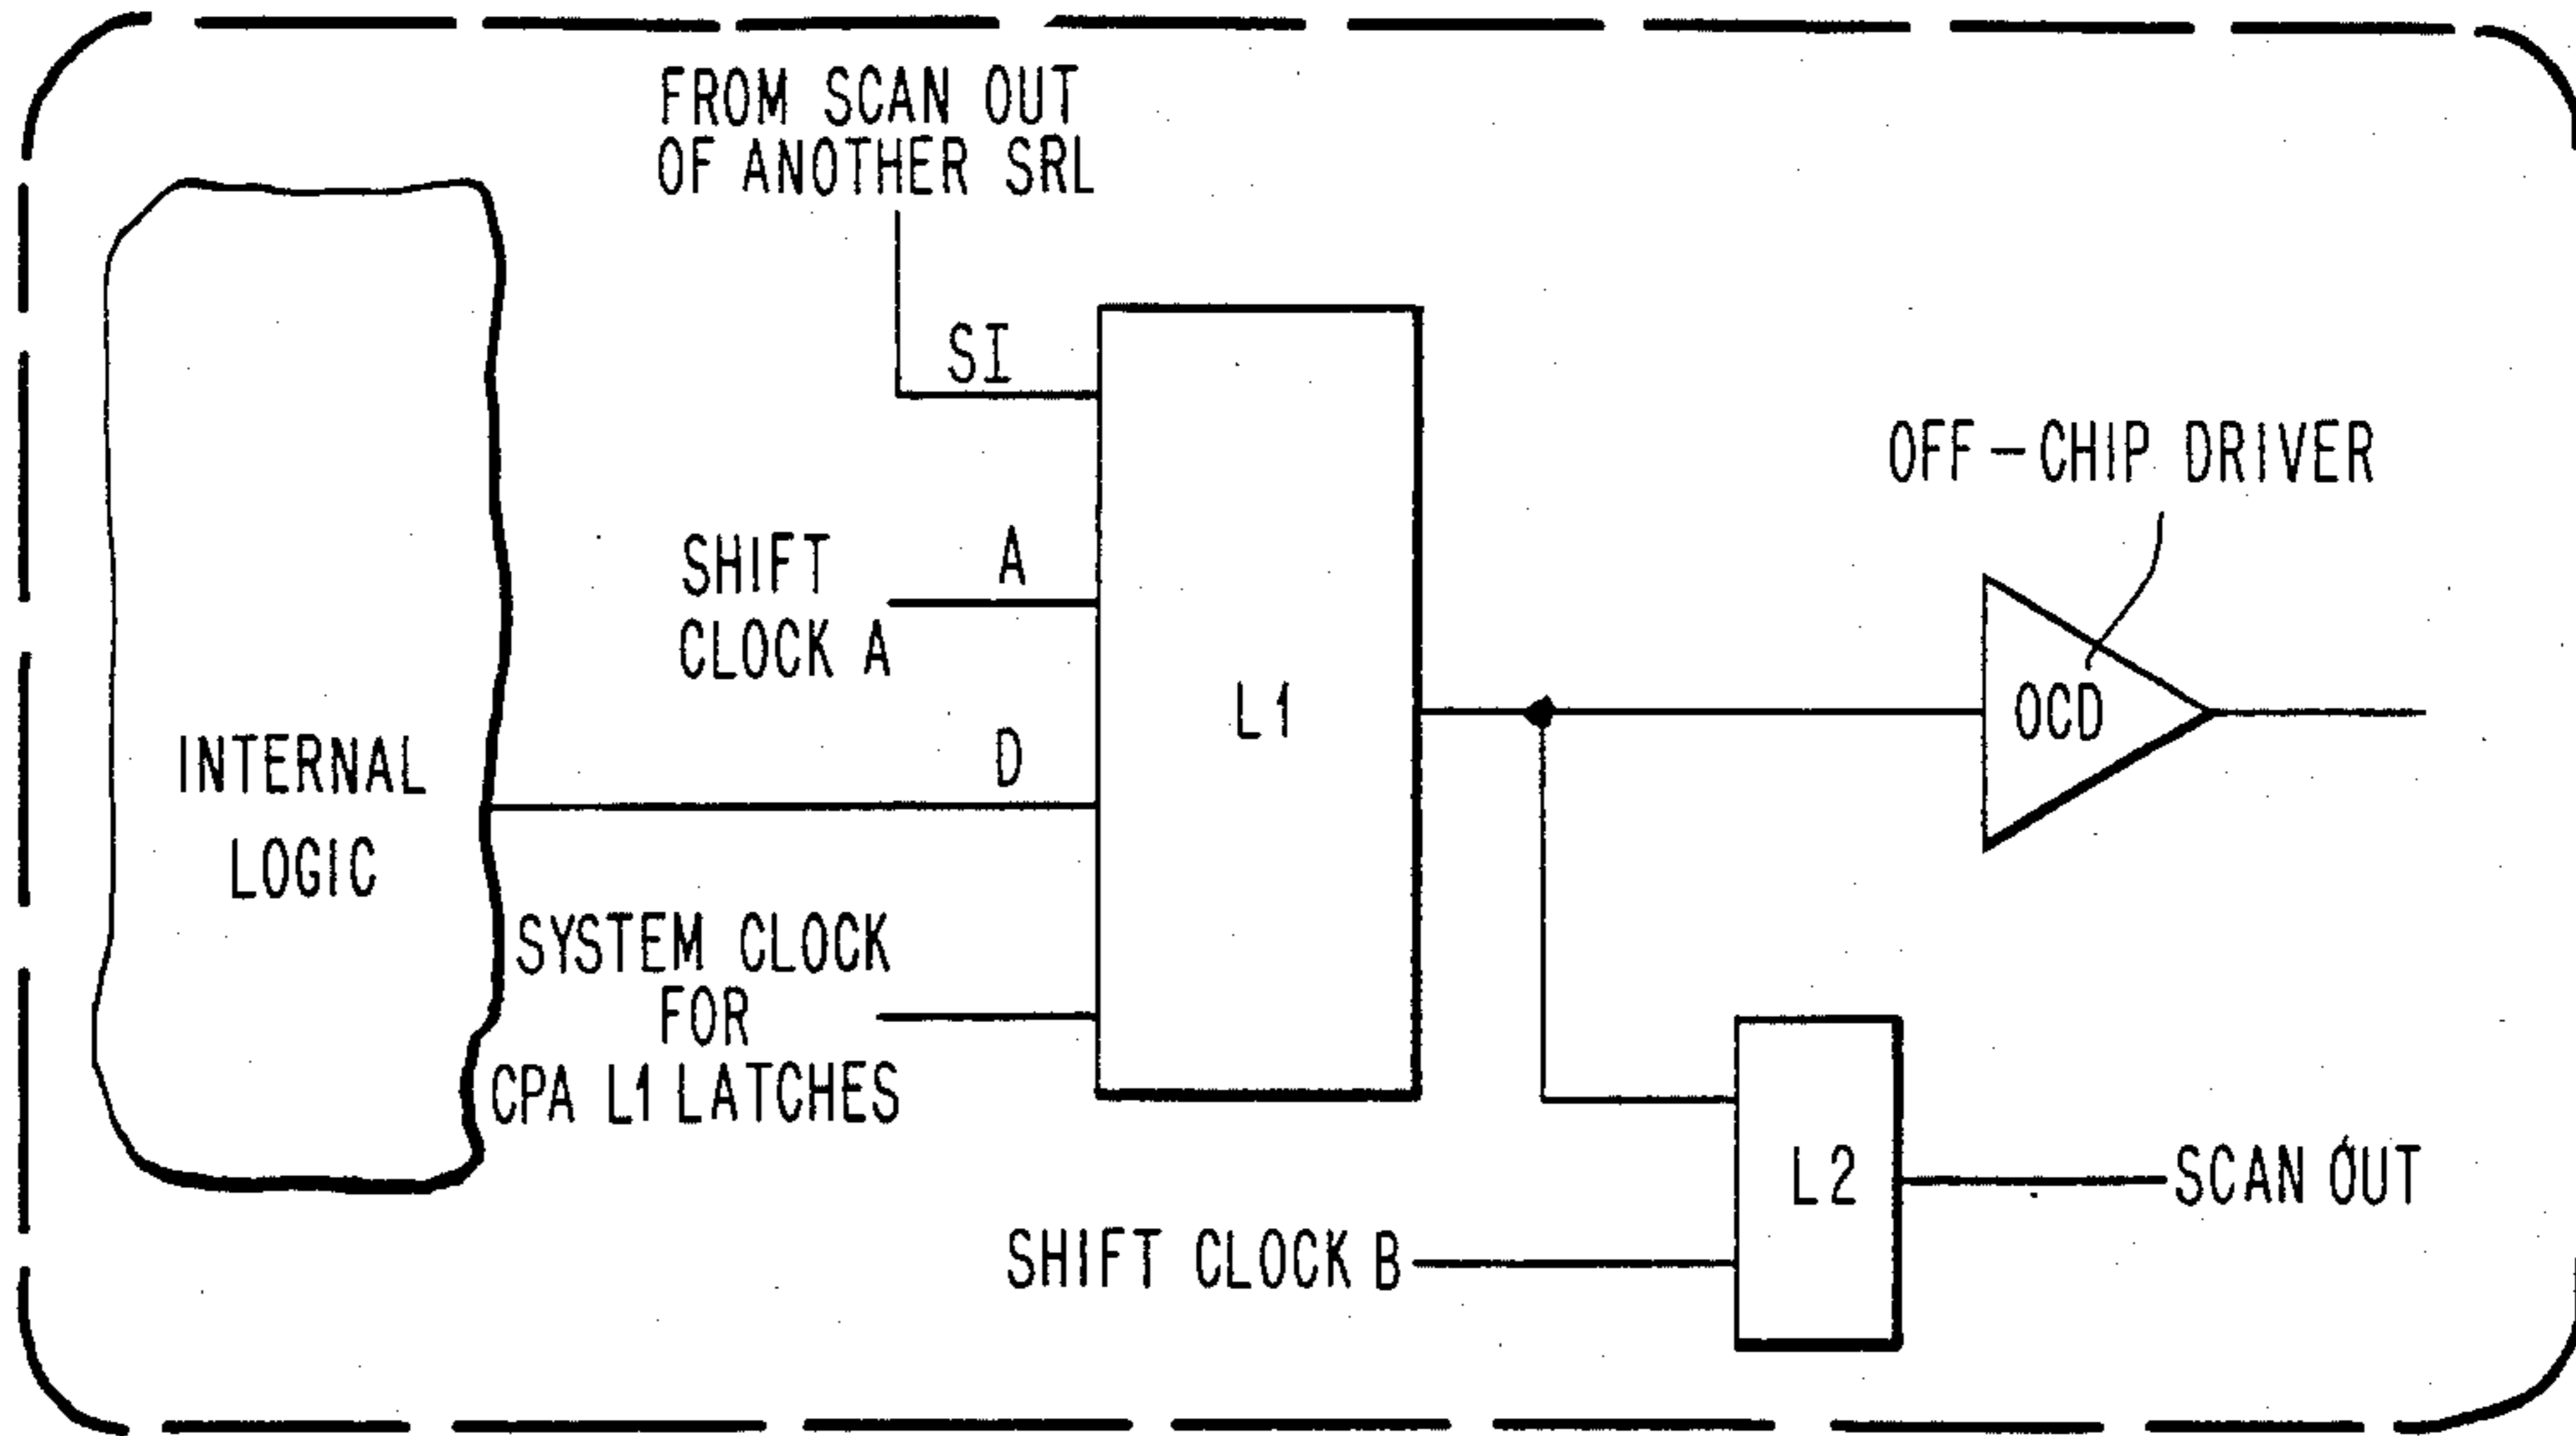 FROM SCAN OUT
OF ANOTHER SRL
SI
OFF-CHIP DRIVER
SHIFT
CLOCK A
A
L1
OCD
D
INTERNAL
LOGIC
SYSTEM CLOCK
FOR
CPA L1 LATCHES
L2
SCAN OUT
SHIFT CLOCK B